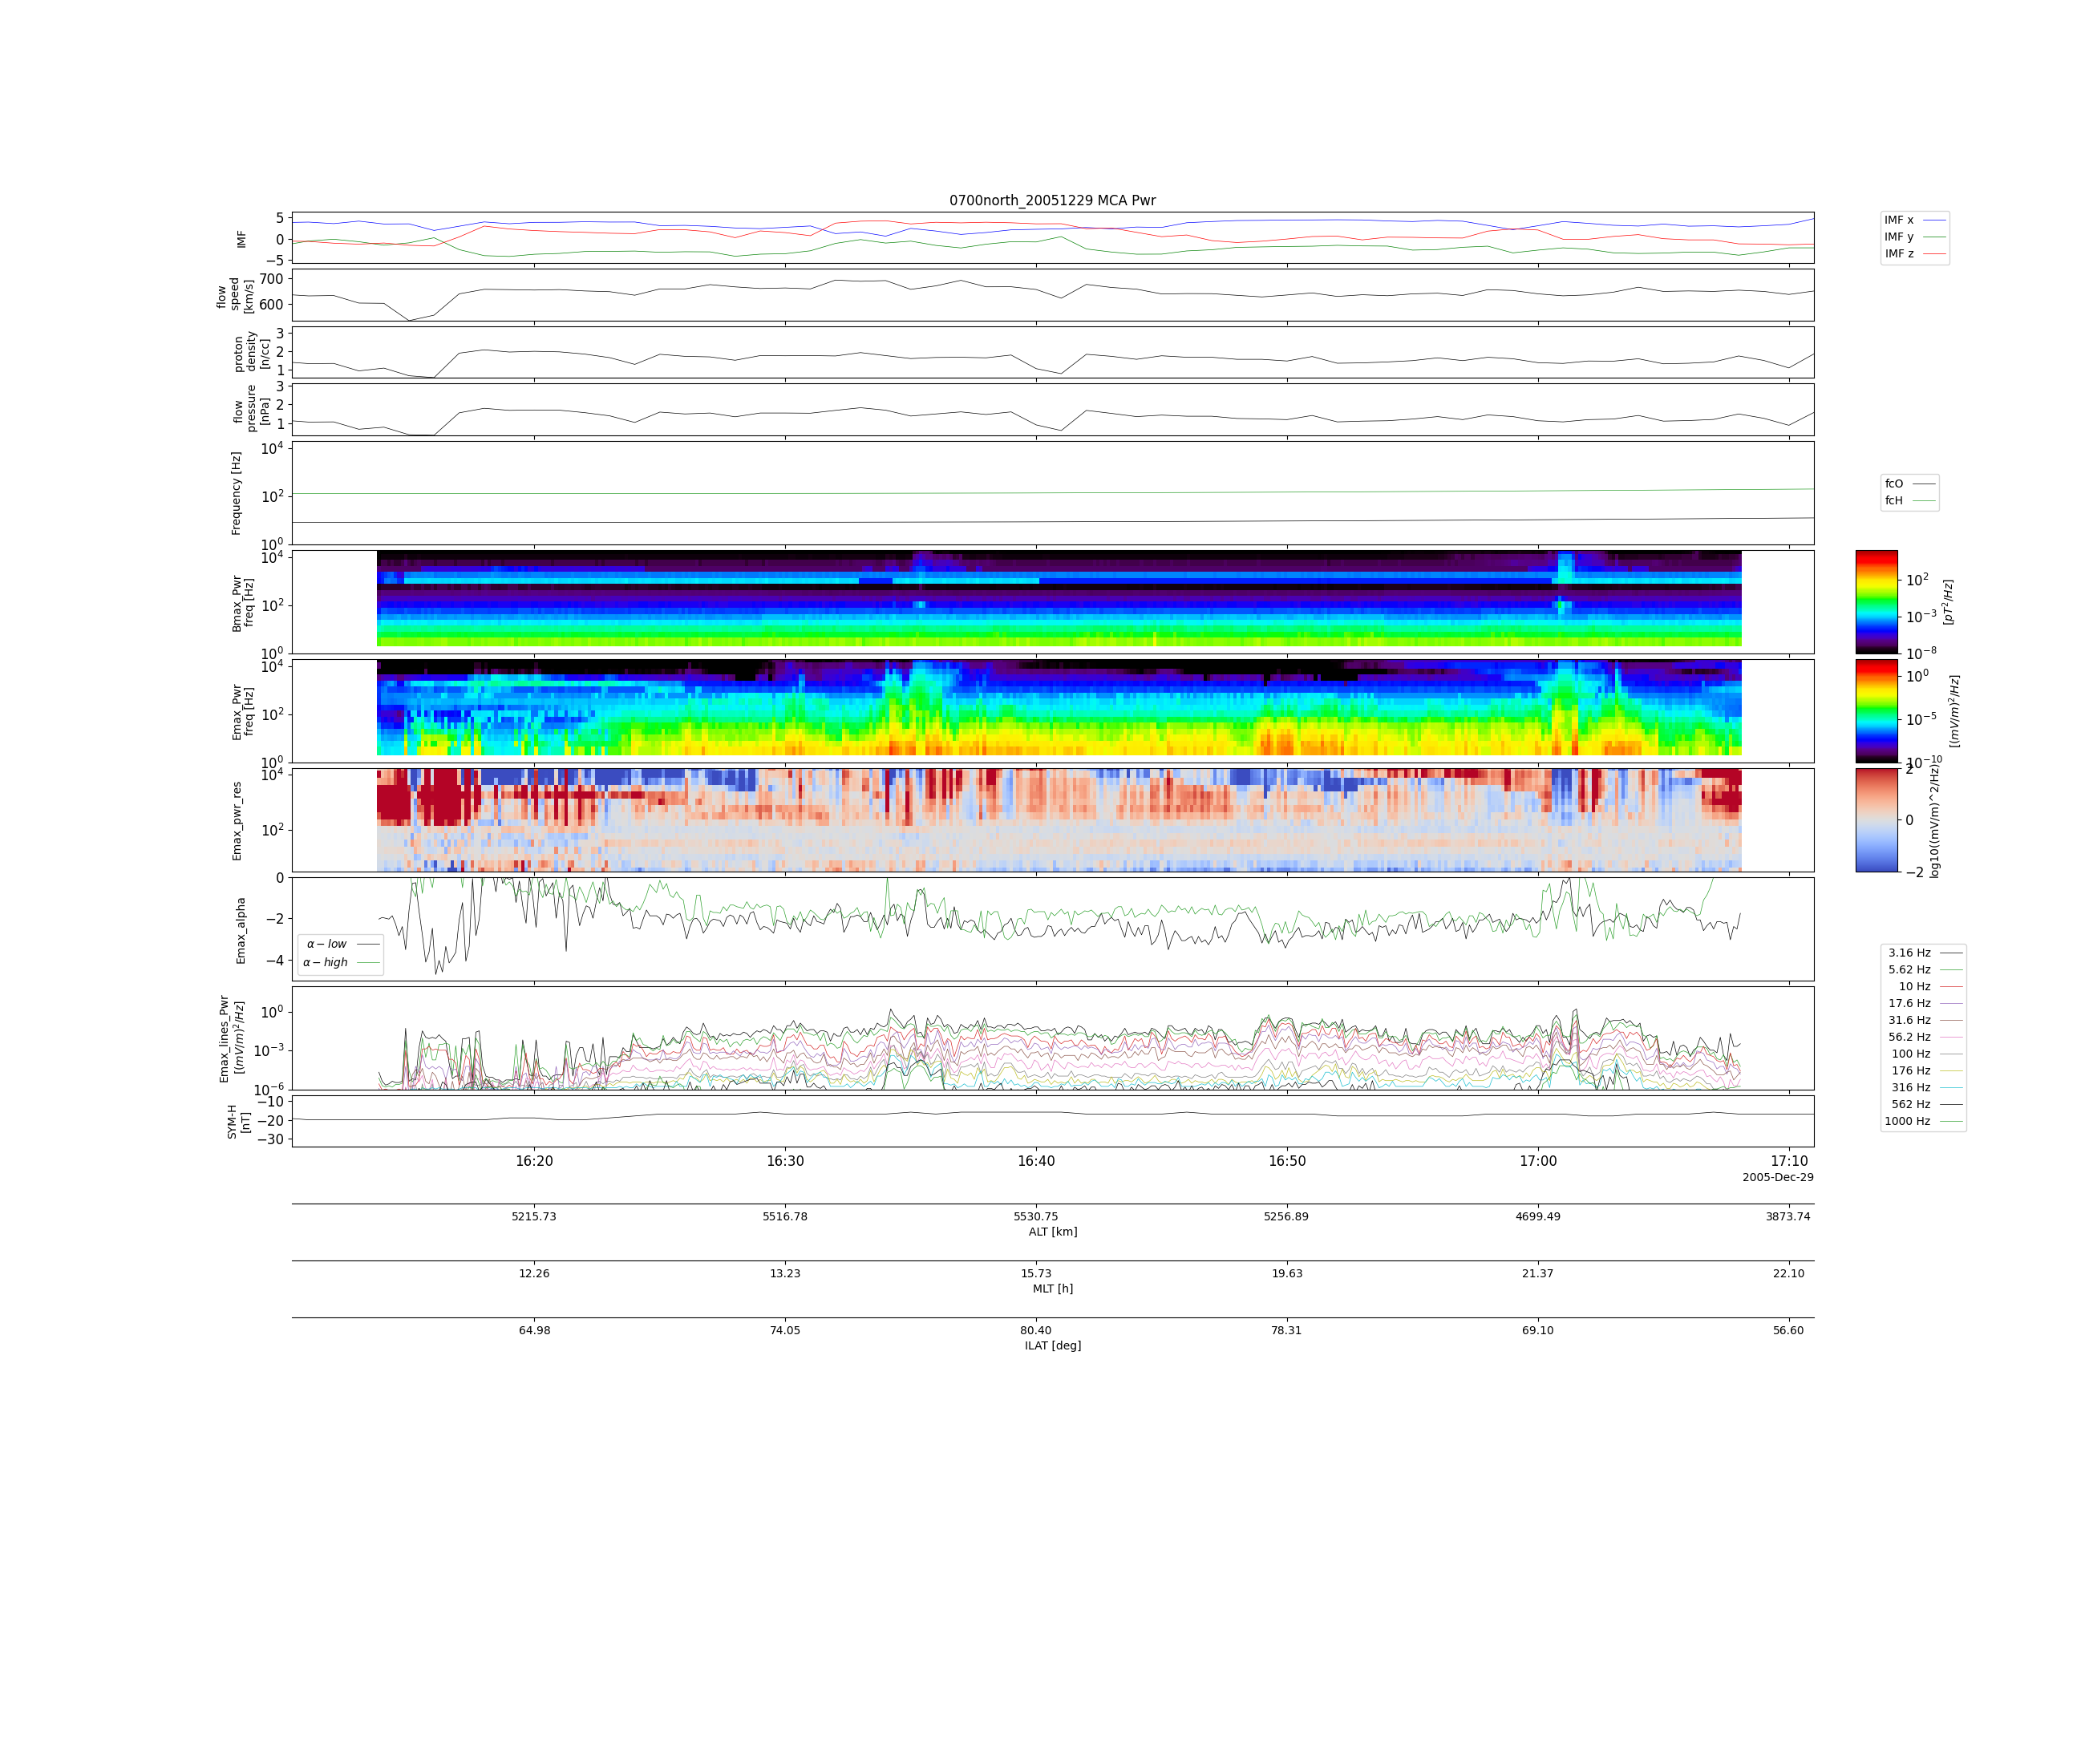 0700north_20051229 MCA Pwr
5
0
−5
IMF
IMF x
IMF y
IMF z
700
600
flow
speed
[km/s]
3
2
1
proton
density
[n/cc]
3
2
1
flow
pressure
[nPa]
10^4
10^2
10^0
Frequency [Hz]
fcO
fcH
10^4
10^2
10^0
Bmax_Pwr
freq [Hz]
10^2
10^−3
10^−8
[pT^2/Hz]
10^4
10^2
10^0
Emax_Pwr
freq [Hz]
10^0
10^−5
10^−10
[(mV/m)^2/Hz]
10^4
10^2
Emax_pwr_res
2
0
−2
log10((mV/m)^2/Hz)
0
−2
−4
Emax_alpha
α − low
α − high
10^0
10^−3
10^−6
Emax_lines_Pwr
[(mV/m)^2/Hz]
3.16 Hz
5.62 Hz
10 Hz
17.6 Hz
31.6 Hz
56.2 Hz
100 Hz
176 Hz
316 Hz
562 Hz
1000 Hz
−10
−20
−30
SYM-H
[nT]
16:20 16:30 16:40 16:50 17:00 17:10
2005-Dec-29
5215.73 5516.78 5530.75 5256.89 4699.49 3873.74
ALT [km]
12.26 13.23 15.73 19.63 21.37 22.10
MLT [h]
64.98 74.05 80.40 78.31 69.10 56.60
ILAT [deg]